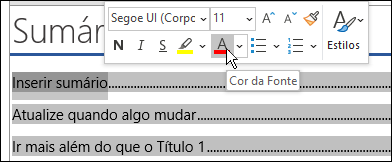 Sumár
Segoe UI (Corpc
11
A A
N I S A
Estilos
Cor da Fonte
Inserir sumário
Atualize quando algo mudar
Ir mais além do que o Título 1